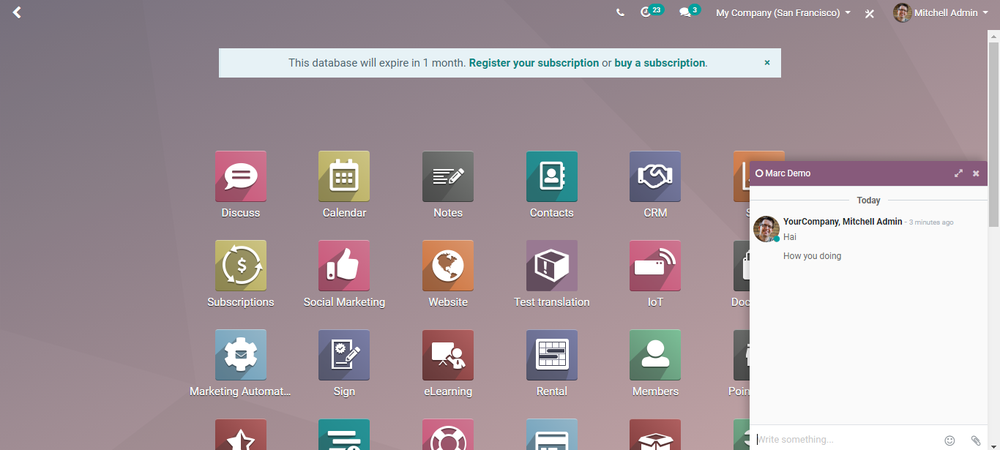 23
3
My Company (San Francisco)
Mitchell Admin
This database will expire in 1 month. Register your subscription or buy a subscription.
×
Discuss
Calendar
Notes
Contacts
CRM
Subscriptions
Social Marketing
Website
Test translation
IoT
Doc
Marketing Automat...
Sign
eLearning
Rental
Members
Poin
Marc Demo
Today
YourCompany, Mitchell Admin - 3 minutes ago
Hai
How you doing
Write something...